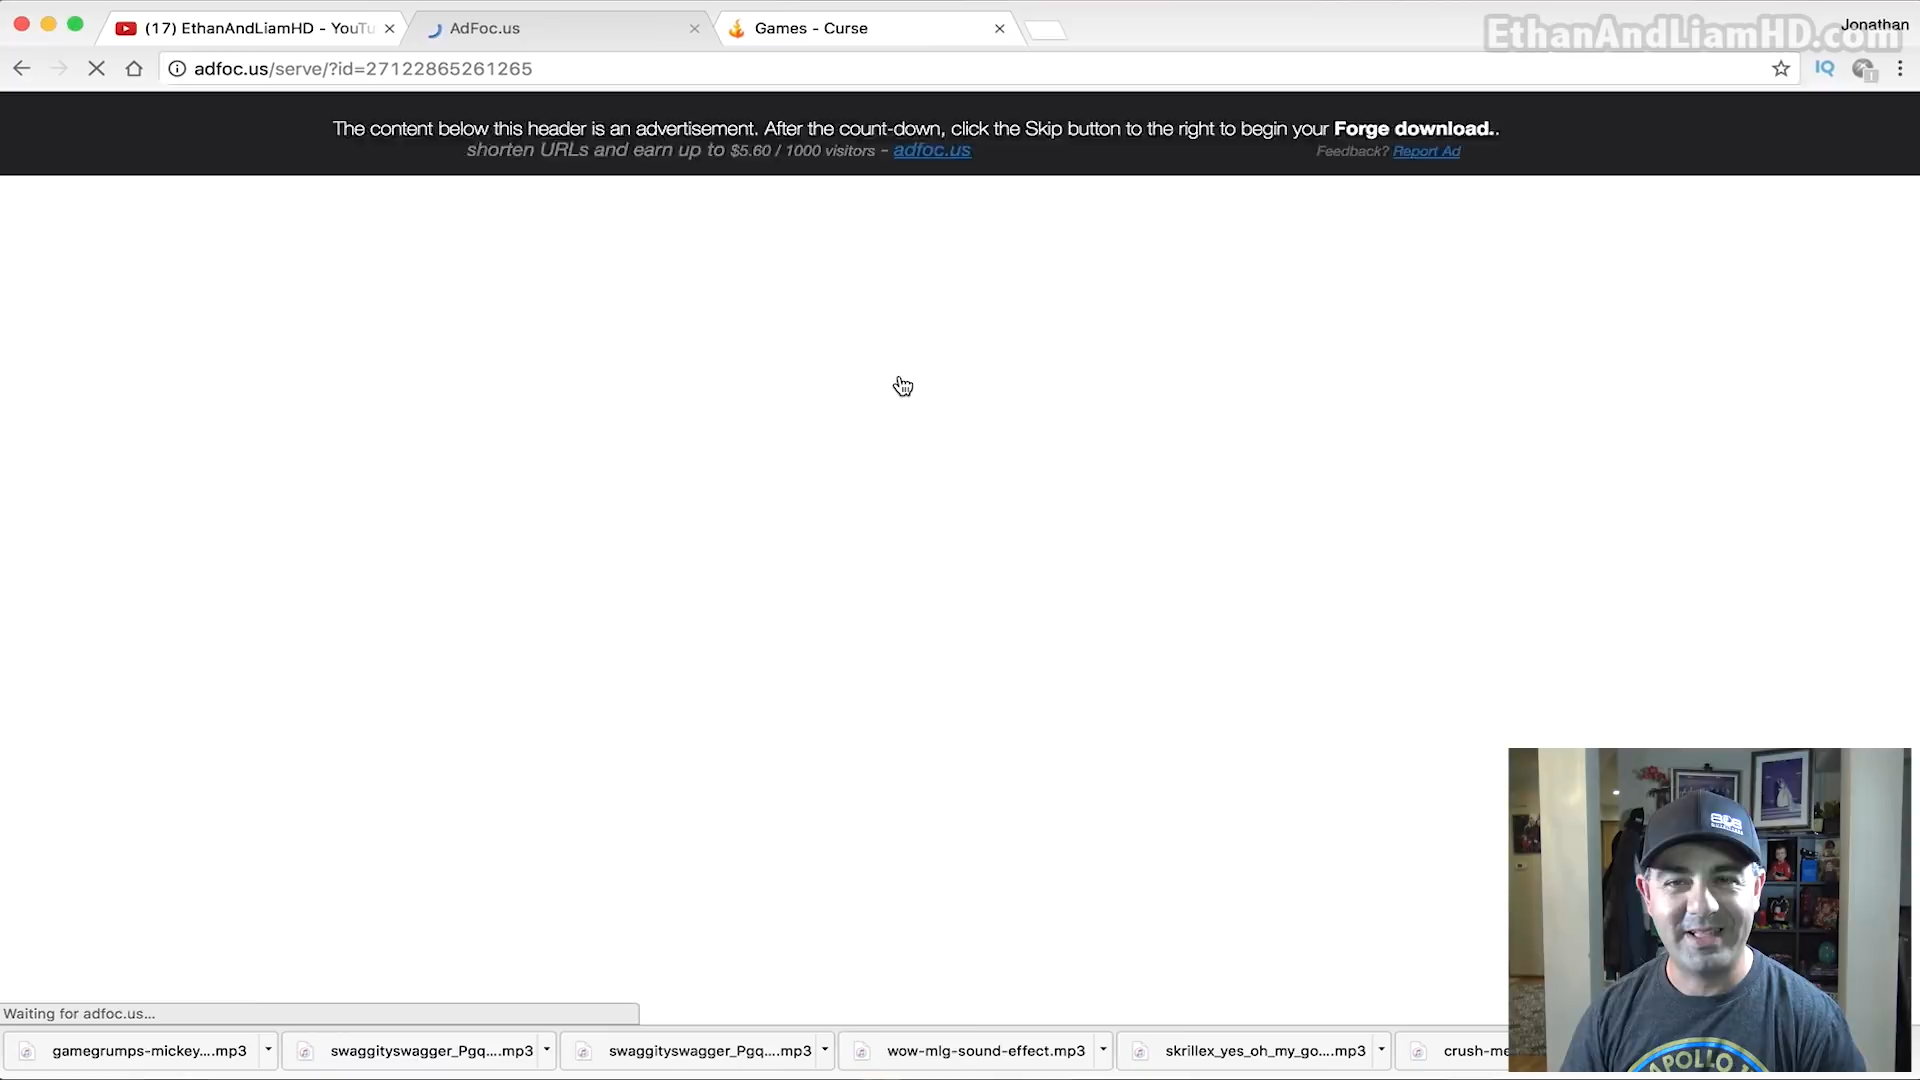 (17) EthanAndLiamHD - YouTu
AdFoc.us
Games - Curse
Jonathan
EthanAndLiamHD.com
adfoc.us/serve/?id=27122865261265
IQ
The content below this header is an advertisement. After the count-down, click the Skip button to the right to begin your Forge download..
shorten URLs and earn up to $5.60 / 1000 visitors - adfoc.us
Feedback? Report Ad
Waiting for adfoc.us...
gamegrumps-mickey....mp3
swaggityswagger_Pgq....mp3
swaggityswagger_Pgq....mp3
wow-mlg-sound-effect.mp3
skrillex_yes_oh_my_go....mp3
crush-me
APOLLO